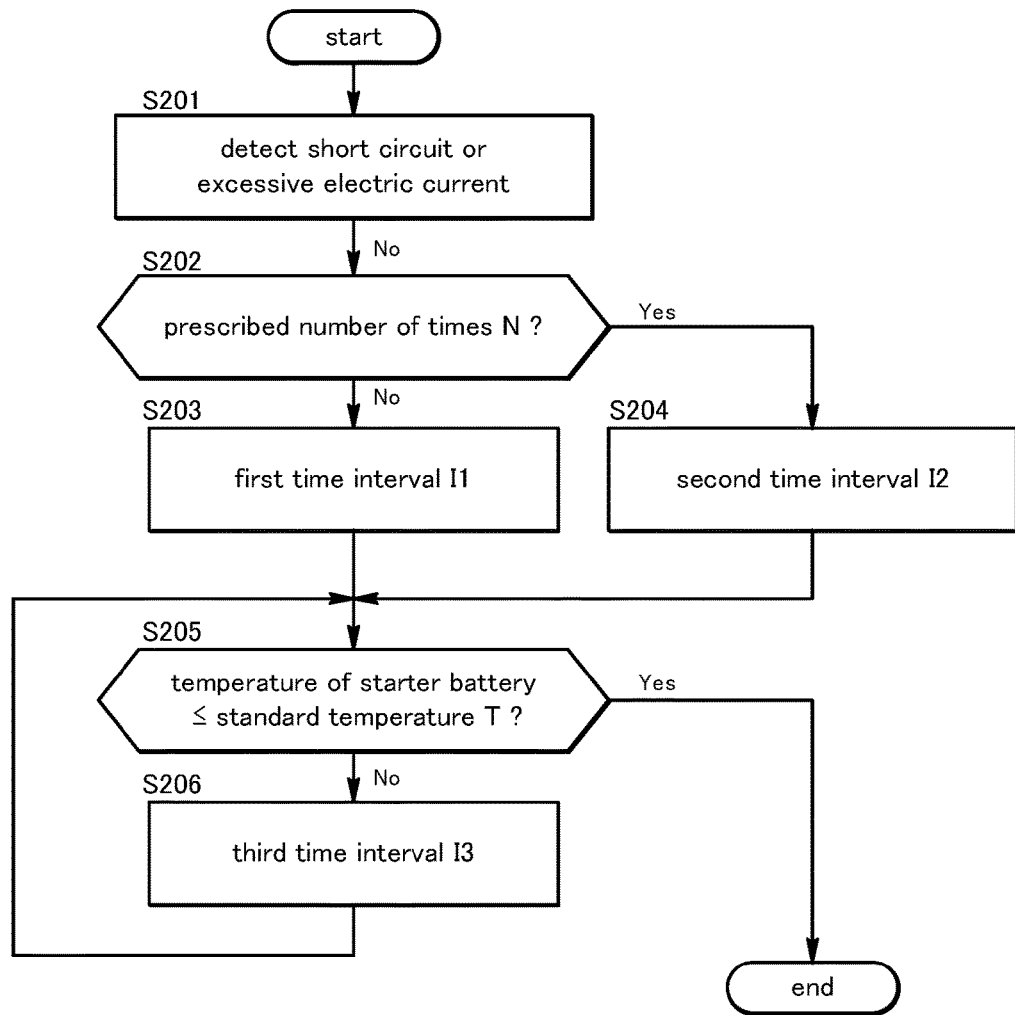 start
S201
detect short circuit or
excessive electric current
No
S202
prescribed number of times N ?
Yes
No
S203
first time interval I1
S204
second time interval I2
S205
temperature of starter battery
≦ standard temperature T ?
Yes
No
S206
third time interval I3
end